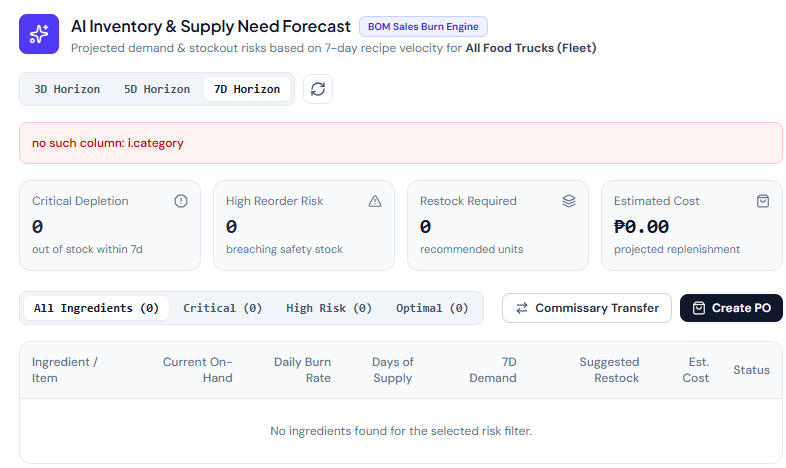 AI Inventory & Supply Need Forecast BOM Sales Burn Engine
Projected demand & stockout risks based on 7-day recipe velocity for All Food Trucks (Fleet)
3D Horizon 5D Horizon 7D Horizon
no such column: i.category
Critical Depletion
0
out of stock within 7d
High Reorder Risk
0
breaching safety stock
Restock Required
0
recommended units
Estimated Cost
₱0.00
projected replenishment
All Ingredients (0) Critical (0) High Risk (0) Optimal (0) Commissary Transfer Create PO
Ingredient /
Item
Current On-
Hand
Daily Burn
Rate
Days of
Supply
7D
Demand
Suggested
Restock
Est.
Cost
Status
No ingredients found for the selected risk filter.